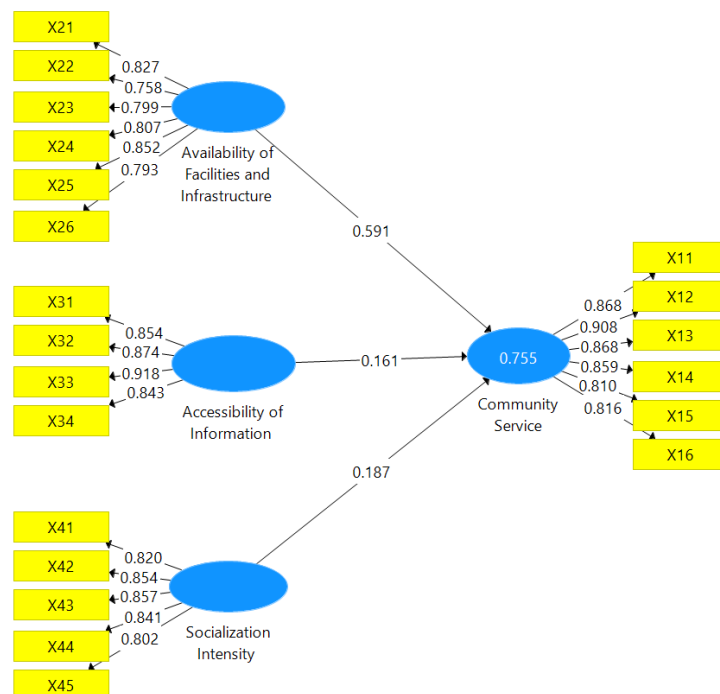 X21
X22
X23
X24
X25
X26
0.827
0.758
0.799
0.807
0.852
0.793
Availability of
Facilities and
Infrastructure
0.591
X31
X32
X33
X34
0.854
0.874
0.918
0.843
Accessibility of
Information
0.161
X41
X42
X43
X44
X45
0.820
0.854
0.857
0.841
0.802
Socialization
Intensity
0.187
0.755
Community
Service
0.868
0.908
0.868
0.859
0.810
0.816
X11
X12
X13
X14
X15
X16